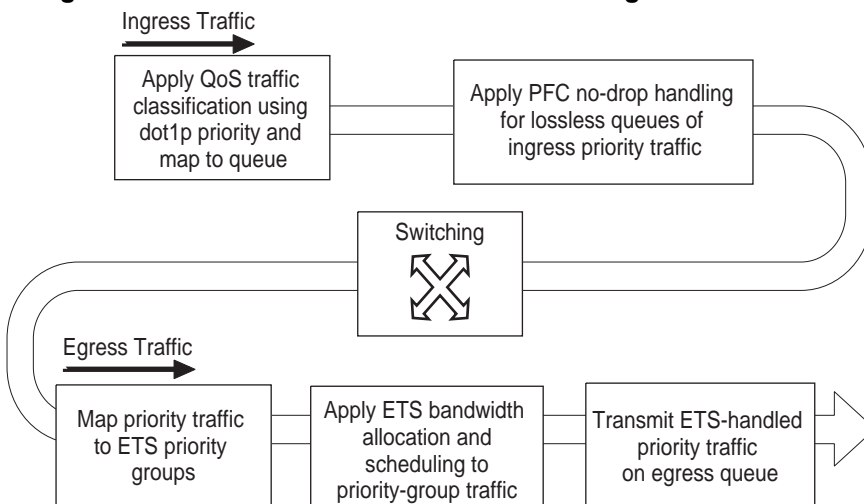 Ingress Traffic
Apply QoS traffic
classification using
dot1p priority and
map to queue
Apply PFC no-drop handling
for lossless queues of
ingress priority traffic
Switching
Egress Traffic
Map priority traffic
to ETS priority
groups
Apply ETS bandwidth
allocation and
scheduling to
priority-group traffic
Transmit ETS-handled
priority traffic
on egress queue